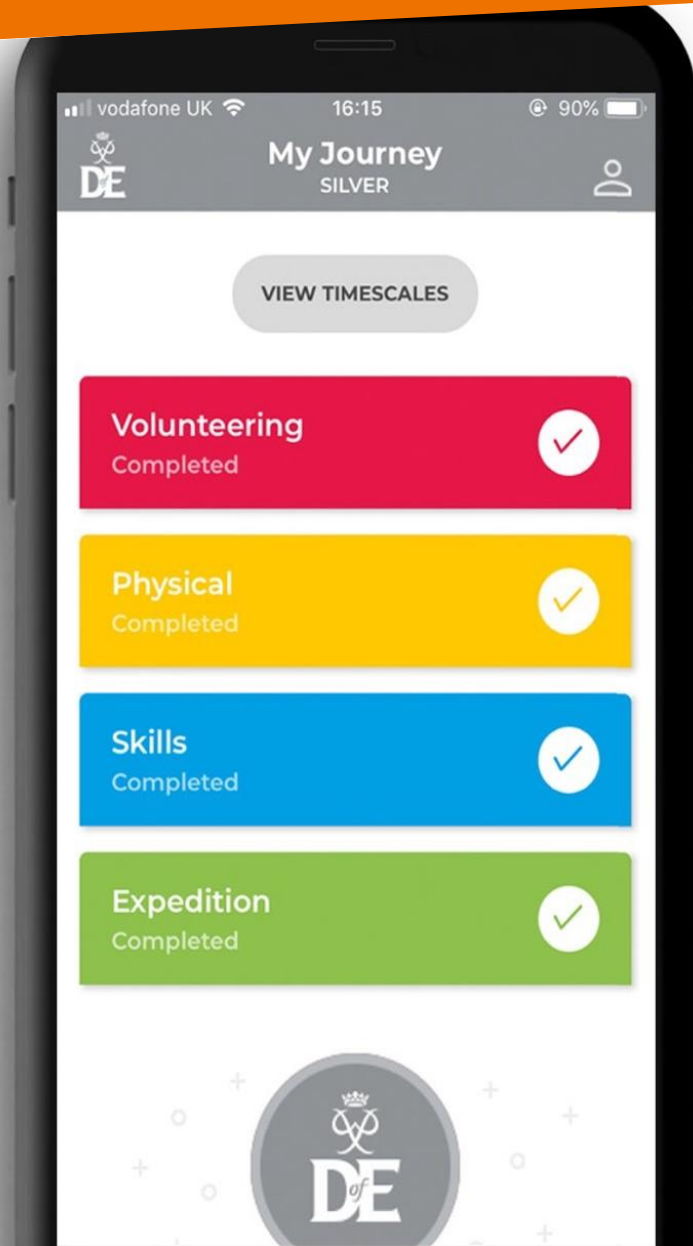 vodafone UK 16:15 90%
DofE
My Journey
SILVER
VIEW TIMESCALES
Volunteering
Completed
Physical
Completed
Skills
Completed
Expedition
Completed
DofE